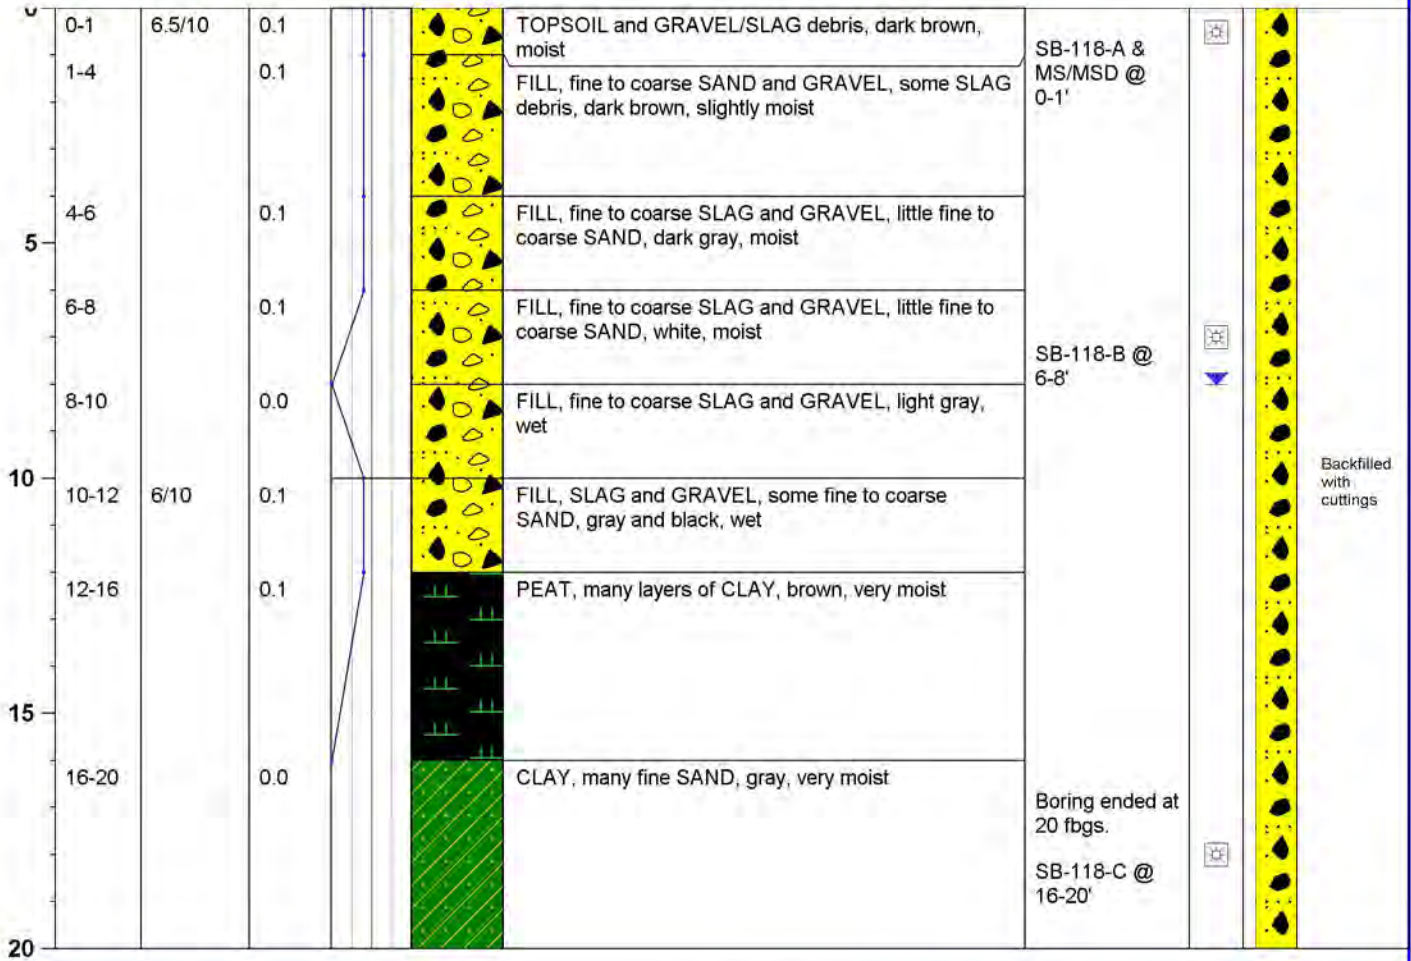 0
0-1 6.5/10 0.1 TOPSOIL and GRAVEL/SLAG debris, dark brown,
moist
SB-118-A &
MS/MSD @
0-1'
1-4 0.1 FILL, fine to coarse SAND and GRAVEL, some SLAG
debris, dark brown, slightly moist
4-6 0.1 FILL, fine to coarse SLAG and GRAVEL, little fine to
coarse SAND, dark gray, moist
5
6-8 0.1 FILL, fine to coarse SLAG and GRAVEL, little fine to
coarse SAND, white, moist
SB-118-B @
6-8'
8-10 0.0 FILL, fine to coarse SLAG and GRAVEL, light gray,
wet
Backfilled
with
cuttings
10
10-12 6/10 0.1 FILL, SLAG and GRAVEL, some fine to coarse
SAND, gray and black, wet
12-16 0.1 PEAT, many layers of CLAY, brown, very moist
15
16-20 0.0 CLAY, many fine SAND, gray, very moist
Boring ended at
20 fbgs.
SB-118-C @
16-20'
20